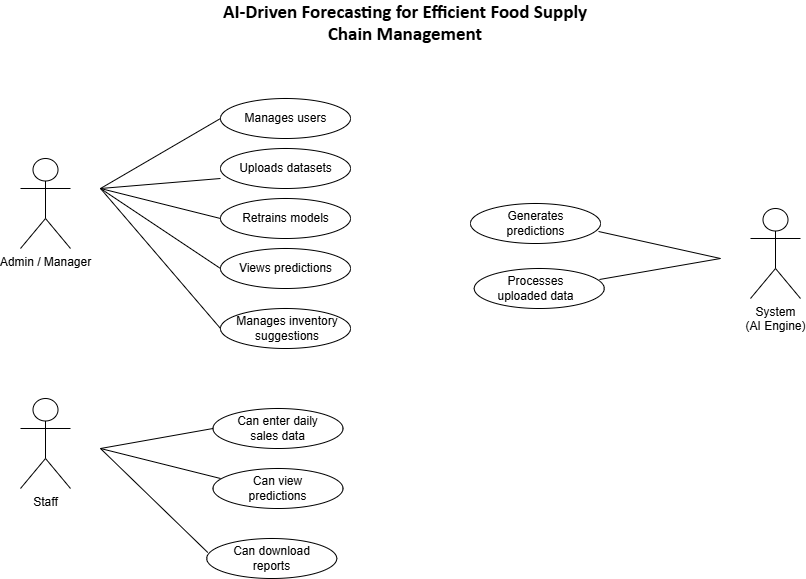 AI-Driven Forecasting for Efficient Food Supply
Chain Management
Manages users
Uploads datasets
Retrains models
Views predictions
Manages inventory
suggestions
Admin / Manager
Generates
predictions
Processes
uploaded data
System
(AI Engine)
Can enter daily
sales data
Can view
predictions
Can download
reports
Staff